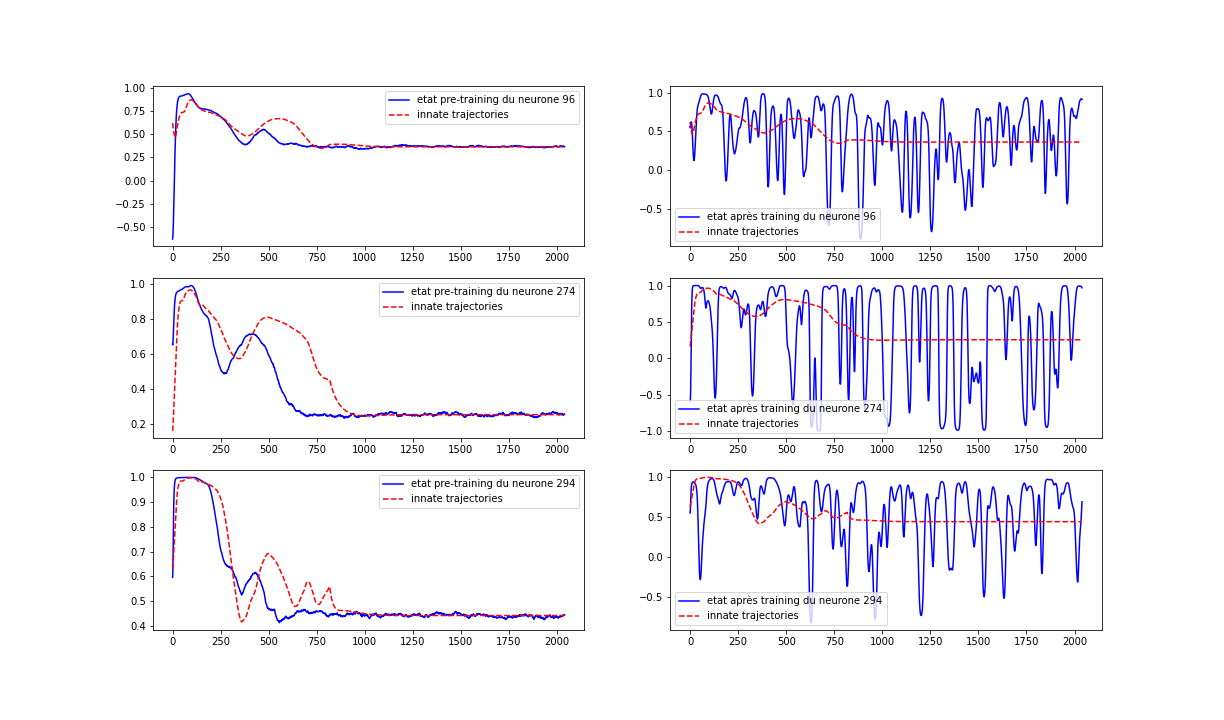 etat pre-training du neurone 96
innate trajectories
1.00
0.75
0.50
0.25
0.00
−0.25
−0.50
0 250 500 750 1000 1250 1500 1750 2000
etat après training du neurone 96
innate trajectories
1.0
0.5
0.0
−0.5
0 250 500 750 1000 1250 1500 1750 2000
etat pre-training du neurone 274
innate trajectories
1.0
0.8
0.6
0.4
0.2
0 250 500 750 1000 1250 1500 1750 2000
etat après training du neurone 274
innate trajectories
1.0
0.5
0.0
−0.5
−1.0
0 250 500 750 1000 1250 1500 1750 2000
etat pre-training du neurone 294
innate trajectories
1.0
0.9
0.8
0.7
0.6
0.5
0.4
0 250 500 750 1000 1250 1500 1750 2000
etat après training du neurone 294
innate trajectories
1.0
0.5
0.0
−0.5
0 250 500 750 1000 1250 1500 1750 2000